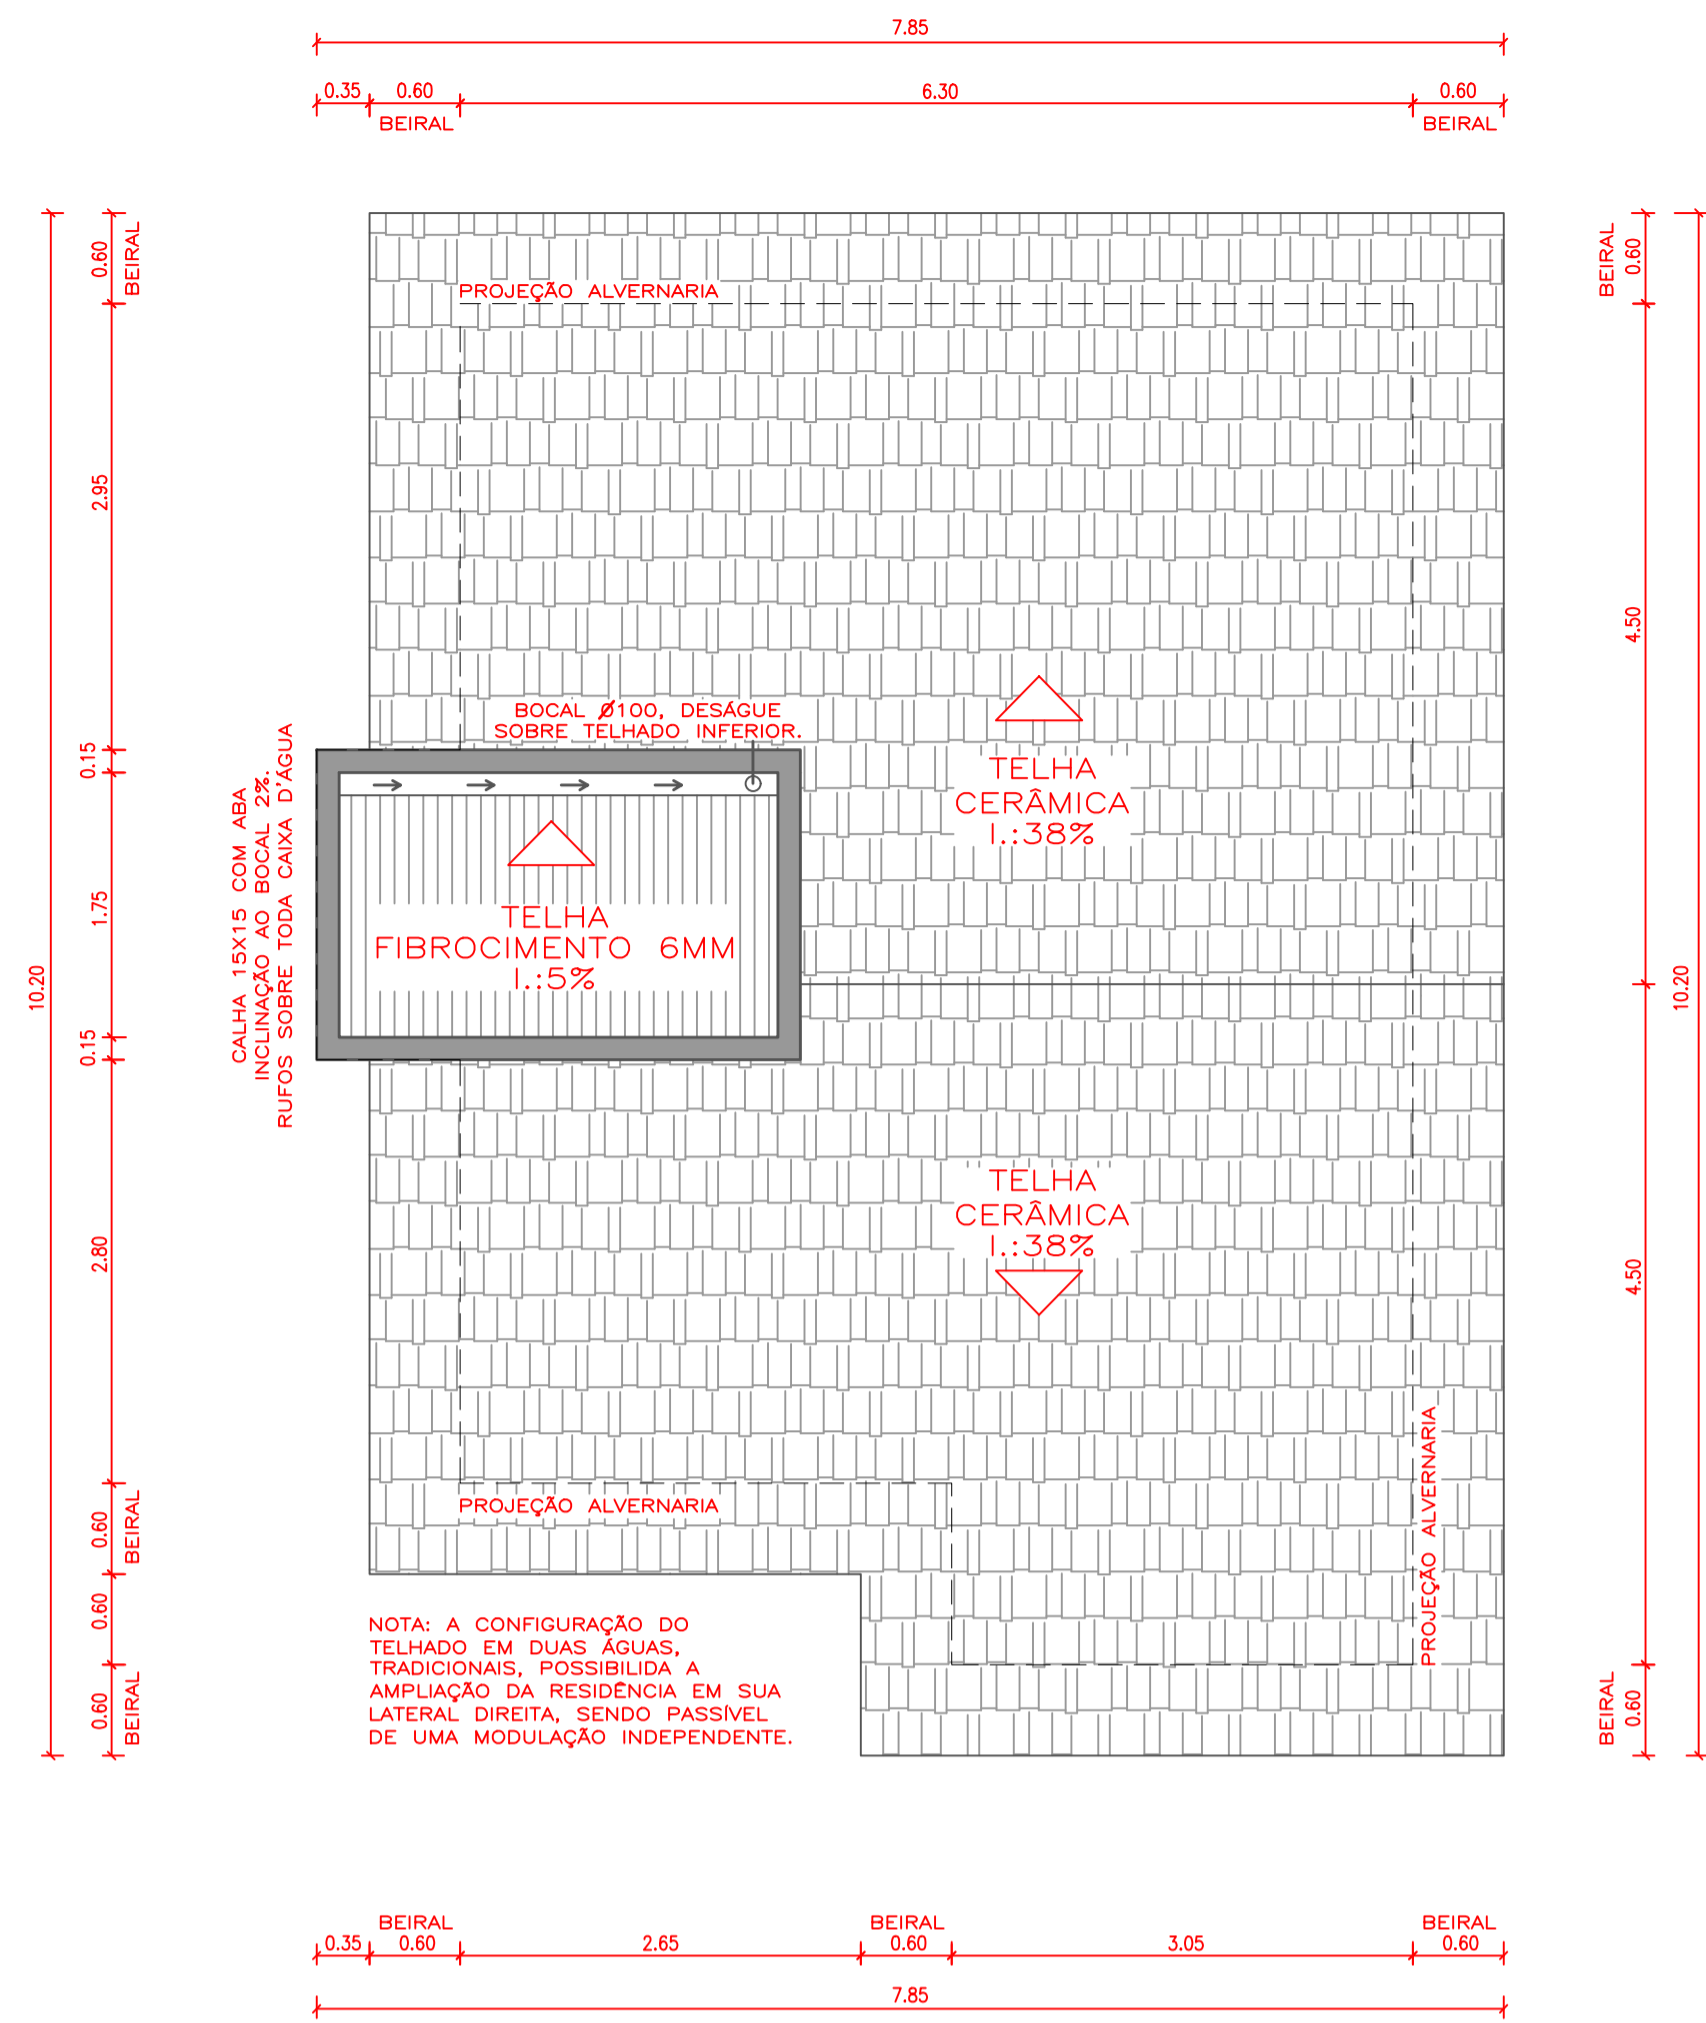 7.85
0.35 0.60 6.30 0.60
BEIRAL BEIRAL
0.60
BEIRAL
2.95
0.15
1.75
0.15
2.80
0.60
BEIRAL
0.60
0.60
BEIRAL
10.20
PROJEÇÃO ALVERNARIA
BOCAL Ø100, DESÁGUE
SOBRE TELHADO INFERIOR.
CALHA 15X15 COM ABA
INCLINAÇÃO AO BOCAL 2%.
RUFOS SOBRE TODA CAIXA D'ÁGUA
TELHA
FIBROCIMENTO 6MM
I.:5%
TELHA
CERÂMICA
I.:38%
TELHA
CERÂMICA
I.:38%
PROJEÇÃO ALVERNARIA
PROJEÇÃO ALVERNARIA
BEIRAL
0.60
4.50
4.50
BEIRAL
0.60
10.20
NOTA: A CONFIGURAÇÃO DO
TELHADO EM DUAS ÁGUAS,
TRADICIONAIS, POSSIBILIDA A
AMPLIAÇÃO DA RESIDÊNCIA EM SUA
LATERAL DIREITA, SENDO PASSÍVEL
DE UMA MODULAÇÃO INDEPENDENTE.
BEIRAL BEIRAL BEIRAL
0.35 0.60 2.65 0.60 3.05 0.60
7.85